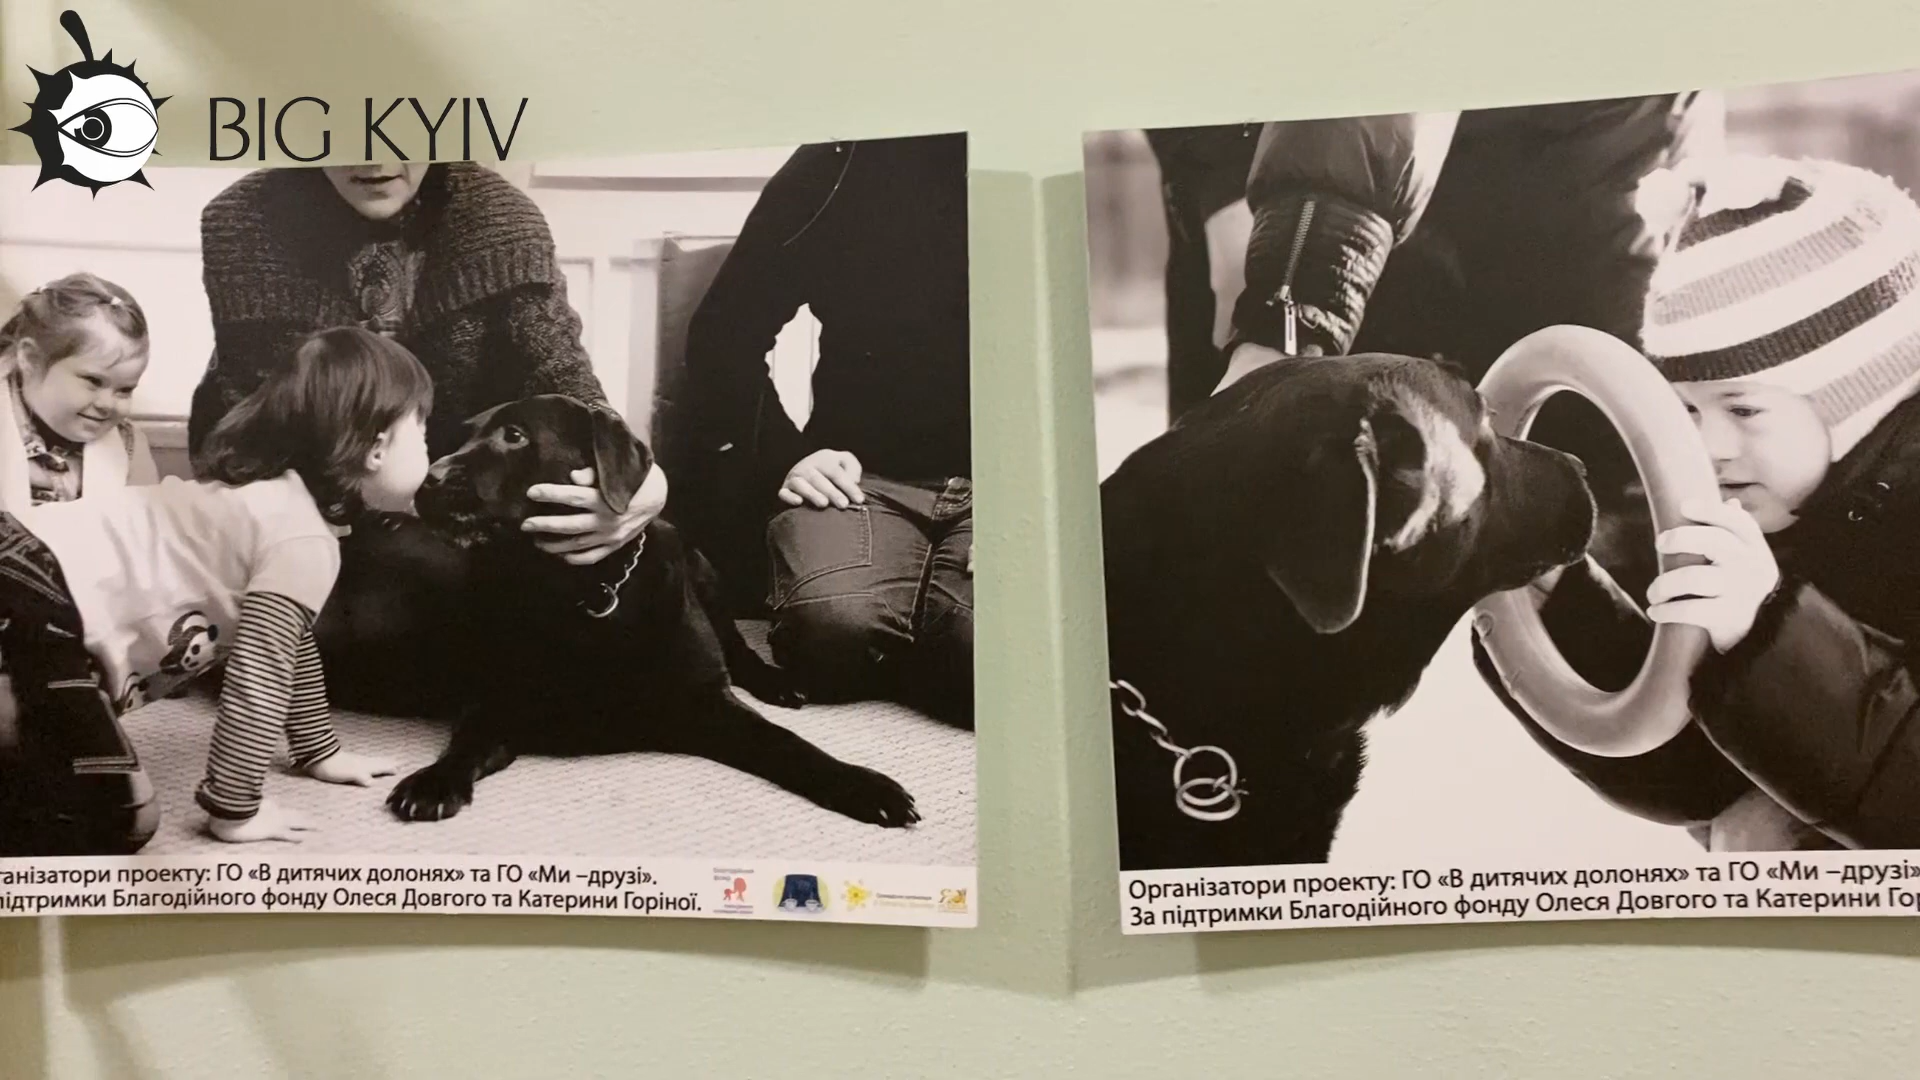 BIG KYIV
ганізатори проекту: ГО «В дитячих долонях» та ГО «Ми –друзі».
підтримки Благодійного фонду Олеся Довгого та Катерини Горіної.
Організатори проекту: ГО «В дитячих долонях» та ГО «Ми –друзі»
За підтримки Благодійного фонду Олеся Довгого та Катерини Гор